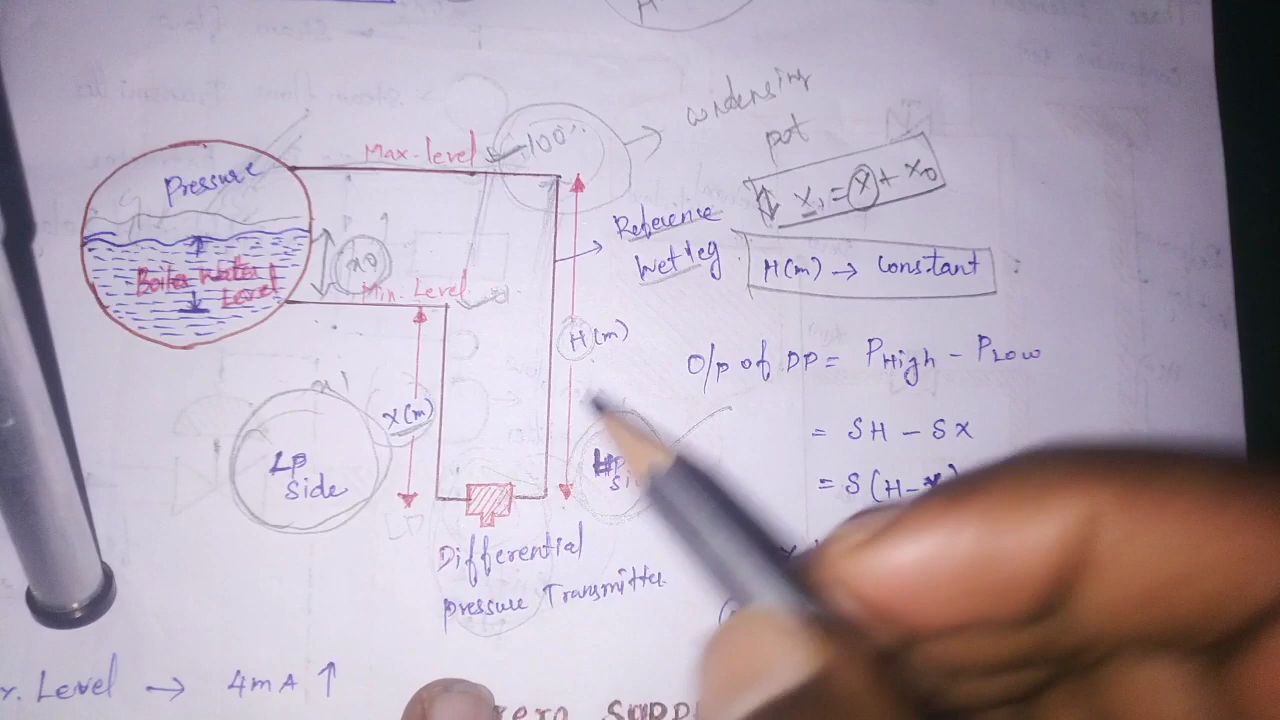 Max-level
100%
condensing
pot
Pressure
x₁ = x + x₀
Reference
wet leg
H(m) → constant
x0
Boiler water
Level
Min. Level
H(m)
O/p of DP = PHigh - PLow
x(m)
= SH - SX
LP
side
HP
= S(H-x)
Differential
pressure Transmitter
Level → 4mA ↑
zero